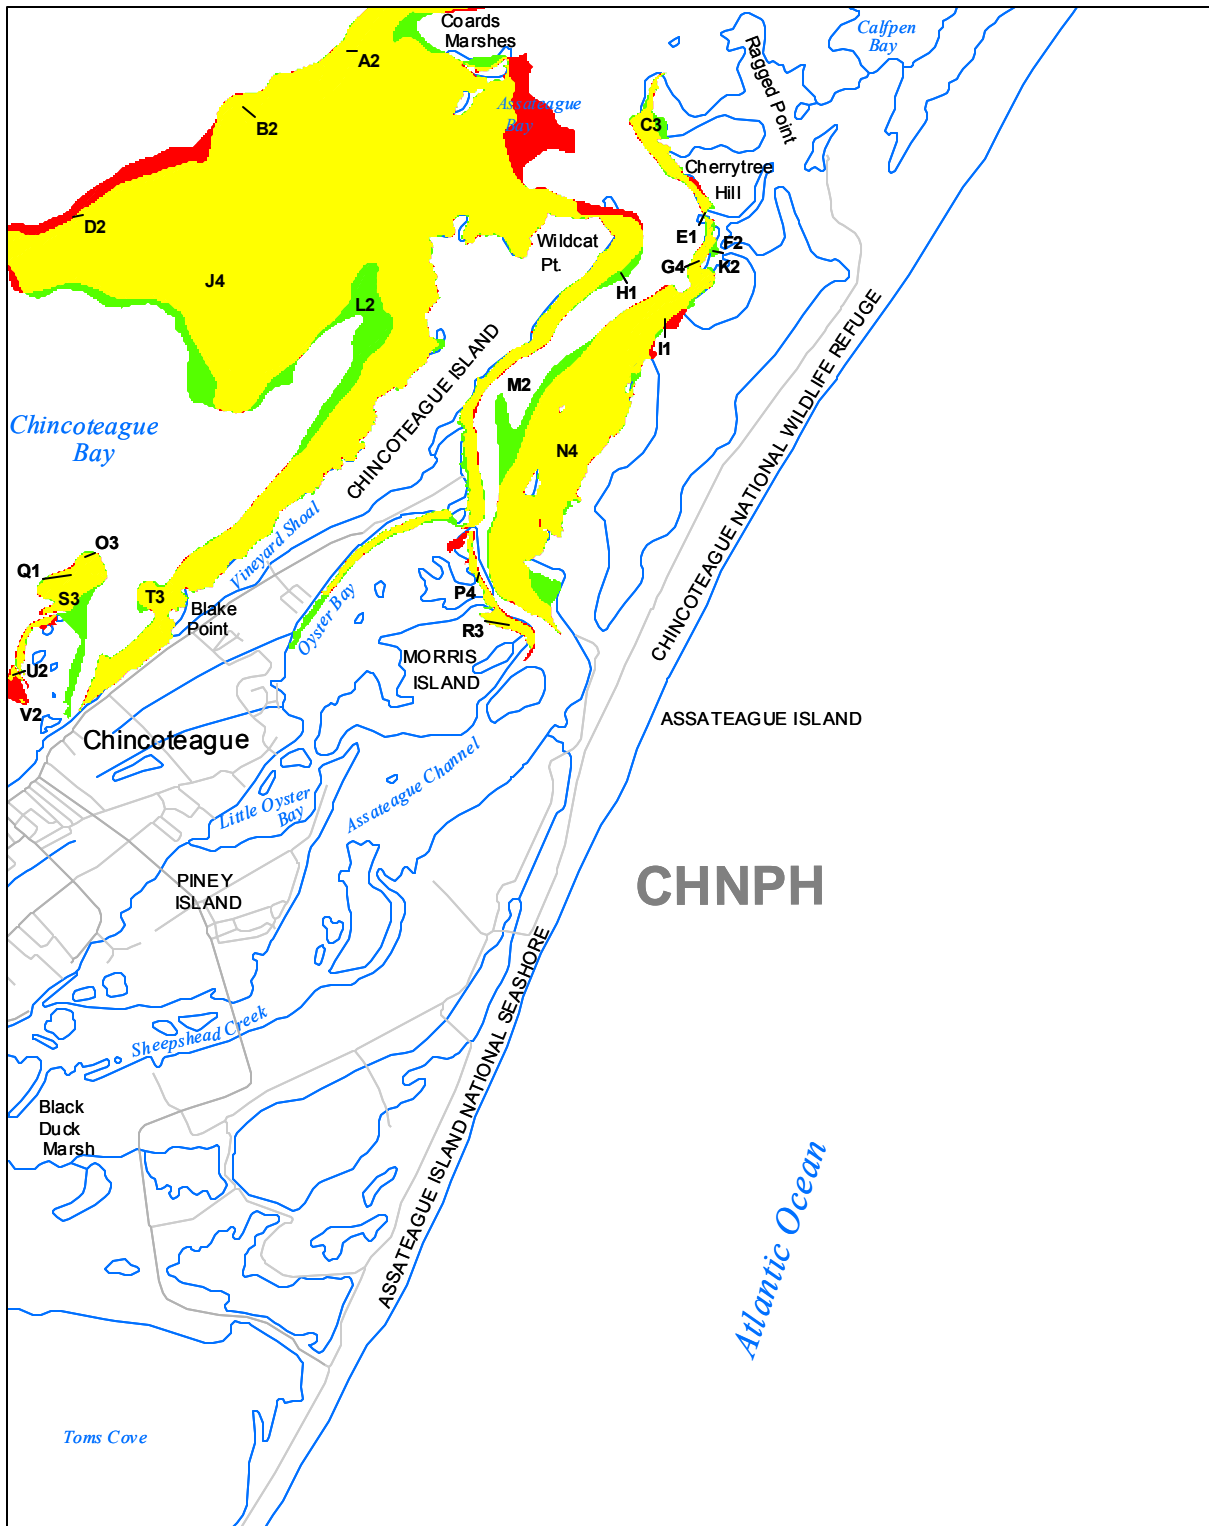 Coards
Marshes
Calfpen
Bay
A2
Ragged Point
Assateague
Bay
B2
C3
Cherrytree
Hill
D2
E1
F2
Wildcat
Pt.
G4
K2
J4
H1
L2
I1
M2
CHINCOTEAGUE ISLAND
CHINCOTEAGUE NATIONAL WILDLIFE REFUGE
Chincoteague
Bay
N4
Vineyard Shoal
O3
Q1
S3
T3
Blake
Point
Oyster Bay
P4
R3
MORRIS
ISLAND
U2
V2
ASSATEAGUE ISLAND
Chincoteague
Assateague Channel
Little Oyster
Bay
PINEY
ISLAND
CHNPH
ASSATEAGUE ISLAND NATIONAL SEASHORE
Sheepshead Creek
Black
Duck
Marsh
Atlantic Ocean
Toms Cove